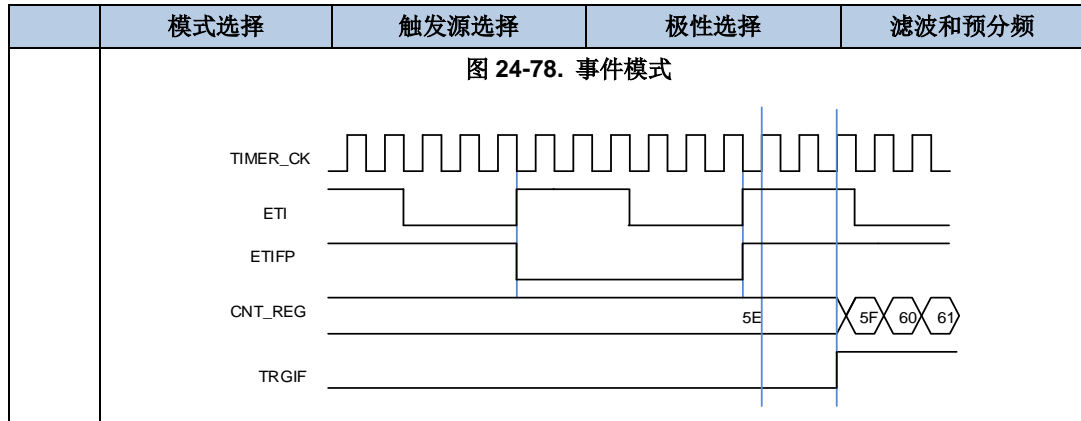 模式选择 触发源选择 极性选择 滤波和预分频
图 24-78. 事件模式
TIMER_CK
ETI
ETIFP
CNT_REG 5E 5F 60 61
TRGIF